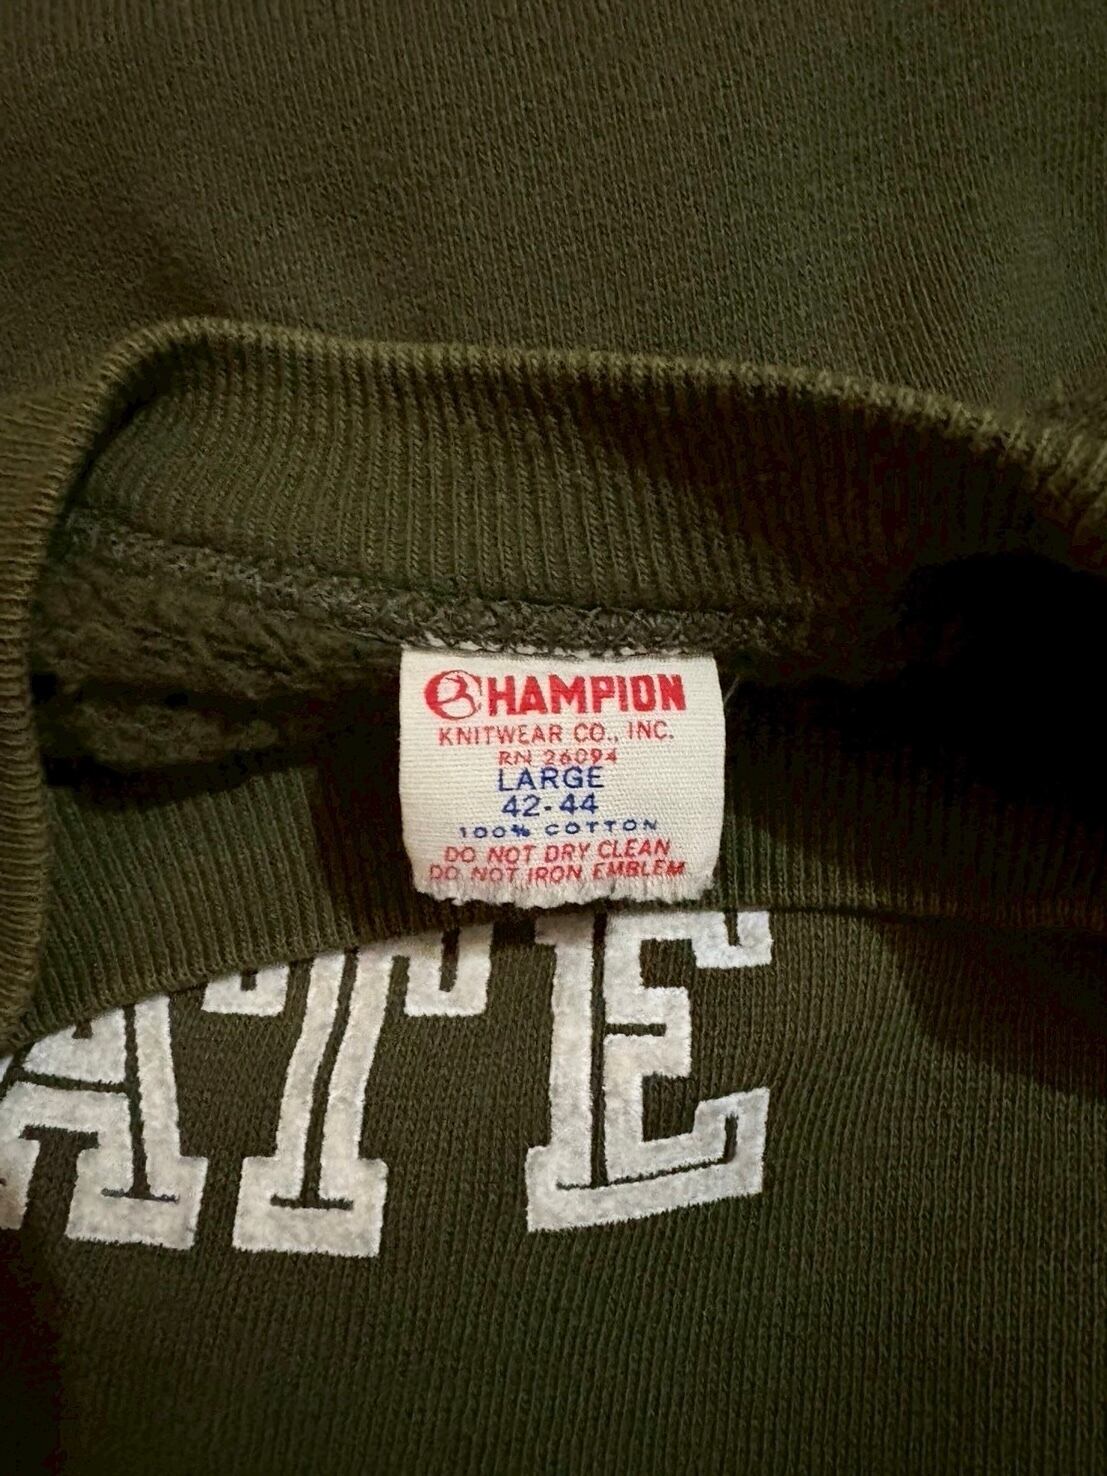 CHAMPION
KNITWEAR CO., INC.
RN 26094
LARGE
42-44
100% COTTON
DO NOT DRY CLEAN
DO NOT IRON EMBLEM
ATE